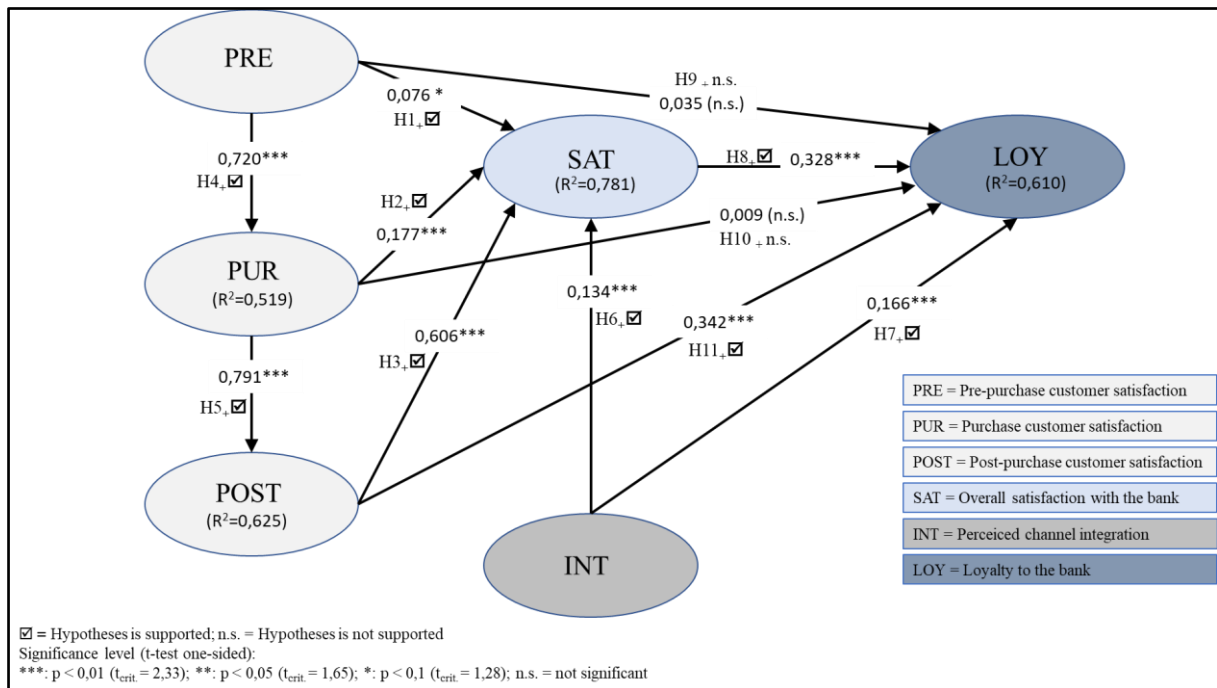 PRE
H9 + n.s.
0,035 (n.s.)
0,076 *
H1+☑
0,720***
H4+☑
SAT
(R²=0,781)
H8+☑ 0,328***
LOY
(R²=0,610)
H2+☑
0,177***
0,009 (n.s.)
H10 + n.s.
PUR
(R²=0,519)
0,134***
H6+☑
0,166***
H7+☑
0,606***
H3+☑
0,342***
H11+☑
0,791***
H5+☑
POST
(R²=0,625)
INT
PRE = Pre-purchase customer satisfaction
PUR = Purchase customer satisfaction
POST = Post-purchase customer satisfaction
SAT = Overall satisfaction with the bank
INT = Perceiced channel integration
LOY = Loyalty to the bank
☑ = Hypotheses is supported; n.s. = Hypotheses is not supported
Significance level (t-test one-sided):
***: p < 0,01 (tcrit. = 2,33); **: p < 0,05 (tcrit. = 1,65); *: p < 0,1 (tcrit. = 1,28); n.s. = not significant